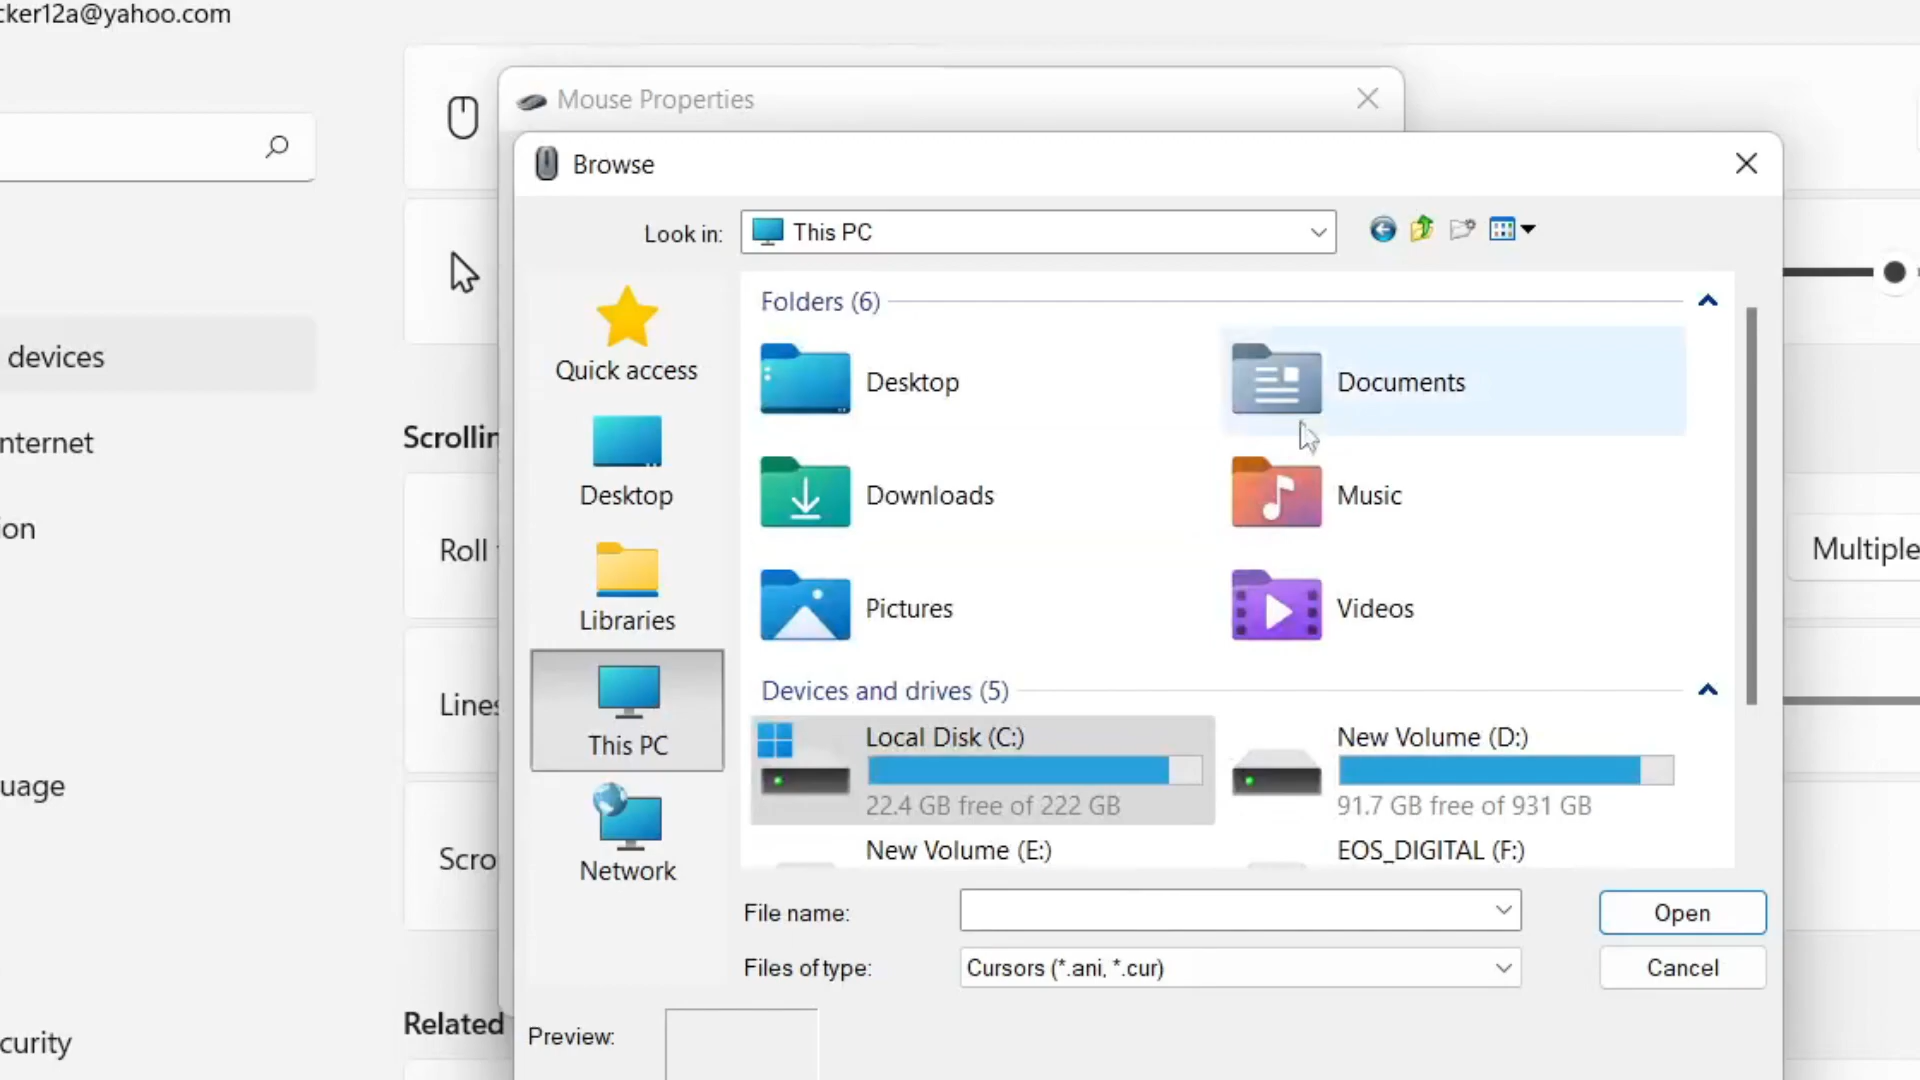 cker12a@yahoo.com
Mouse Properties
Browse
Look in:
This PC
Quick access
Desktop
Libraries
This PC
Network
Folders (6)
Desktop
Documents
Downloads
Music
Pictures
Videos
Devices and drives (5)
Local Disk (C:)
22.4 GB free of 222 GB
New Volume (D:)
91.7 GB free of 931 GB
New Volume (E:)
EOS_DIGITAL (F:)
File name:
Open
Files of type:
Cursors (*.ani, *.cur)
Cancel
Preview:
devices
nternet
ion
uage
curity
Scrollin
Roll
Multiple
Lines
Scro
Related